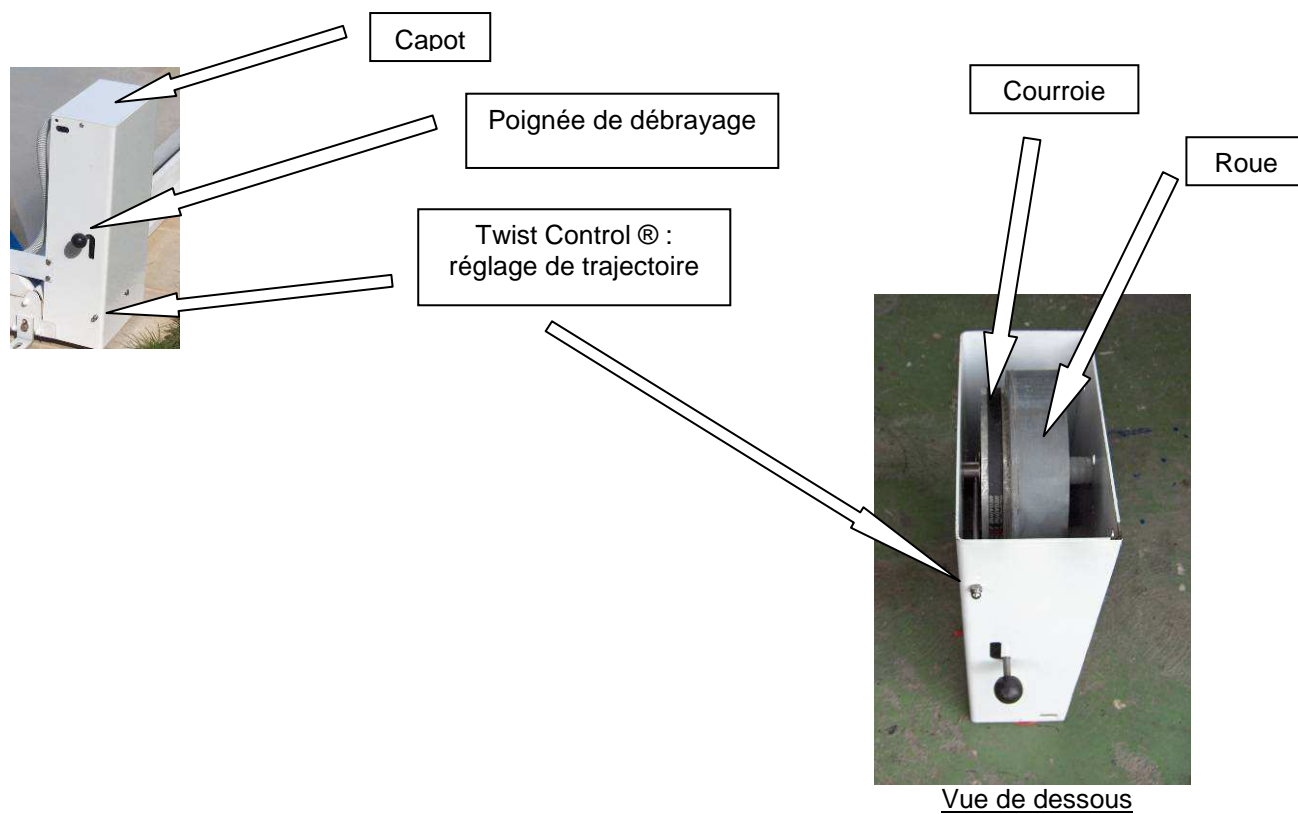 Capot
Poignée de débrayage
Courroie
Roue
Twist Control ® :
réglage de trajectoire
Vue de dessous